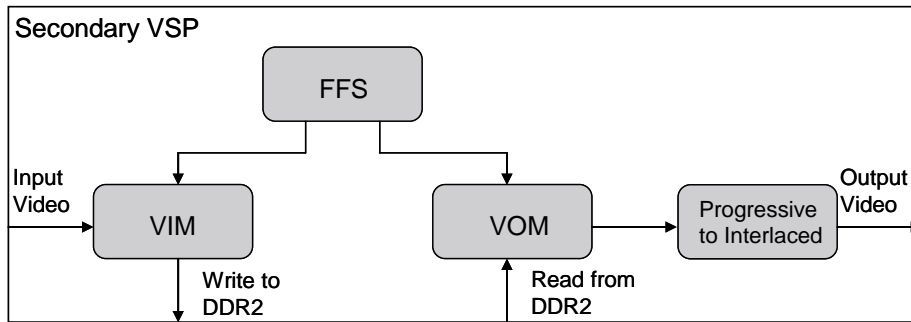 Secondary VSP
FFS
Input
Video
VIM
VOM
Progressive
to Interlaced
Output
Video
Write to
DDR2
Read from
DDR2